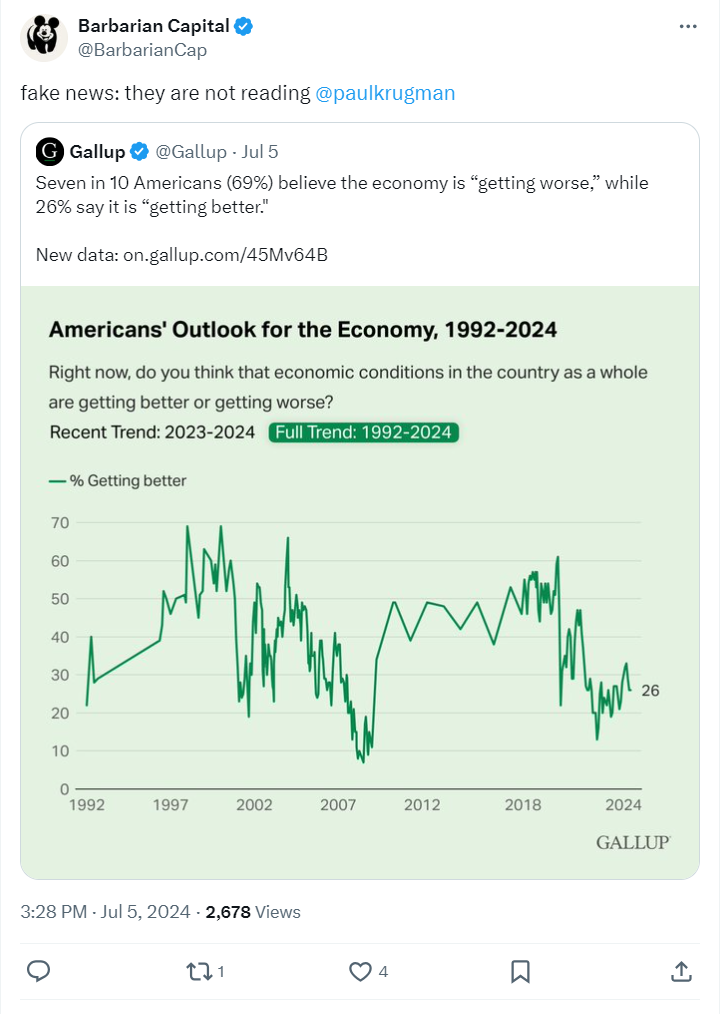 Barbarian Capital
@BarbarianCap
fake news: they are not reading @paulkrugman
G Gallup @Gallup · Jul 5
Seven in 10 Americans (69%) believe the economy is “getting worse,” while
26% say it is “getting better."
New data: on.gallup.com/45Mv64B
Americans' Outlook for the Economy, 1992-2024
Right now, do you think that economic conditions in the country as a whole
are getting better or getting worse?
Recent Trend: 2023-2024 Full Trend: 1992-2024
% Getting better
70
60
50
40
30
26
20
10
0
1992 1997 2002 2007 2012 2018 2024
GALLUP
3:28 PM · Jul 5, 2024 · 2,678 Views
1 4